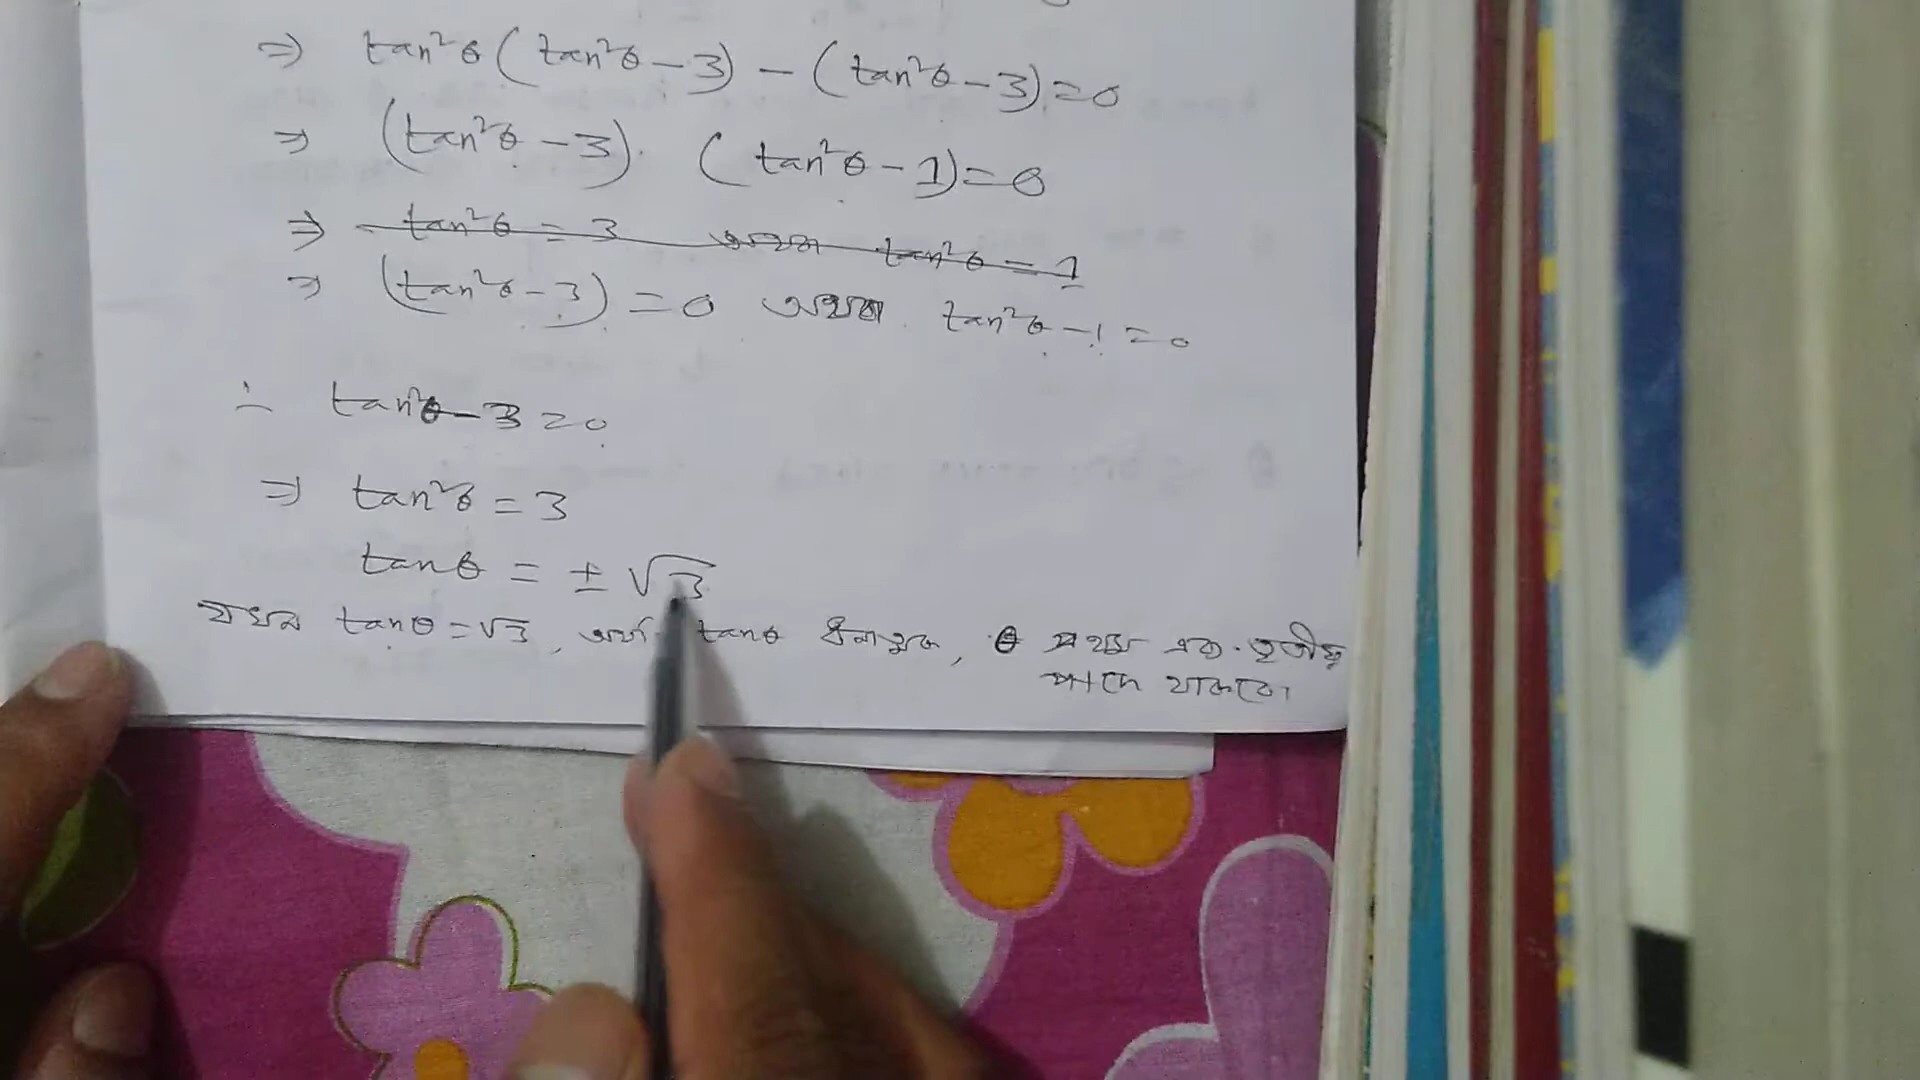 ⇒ tan²θ (tan²θ - 3) - (tan²θ - 3) = 0
⇒ (tan²θ - 3) (tan²θ - 1) = 0
⇒ tan²θ = 3 অথবা tan²θ = 1
⇒ (tan²θ - 3) = 0 অথবা tan²θ - 1 = 0
∴ tan²θ - 3 = 0
⇒ tan²θ = 3
tanθ = ± √3
যখন tanθ = √3, tanθ ধনাত্মক, θ প্রথম এবং তৃতীয়
থাকবে।